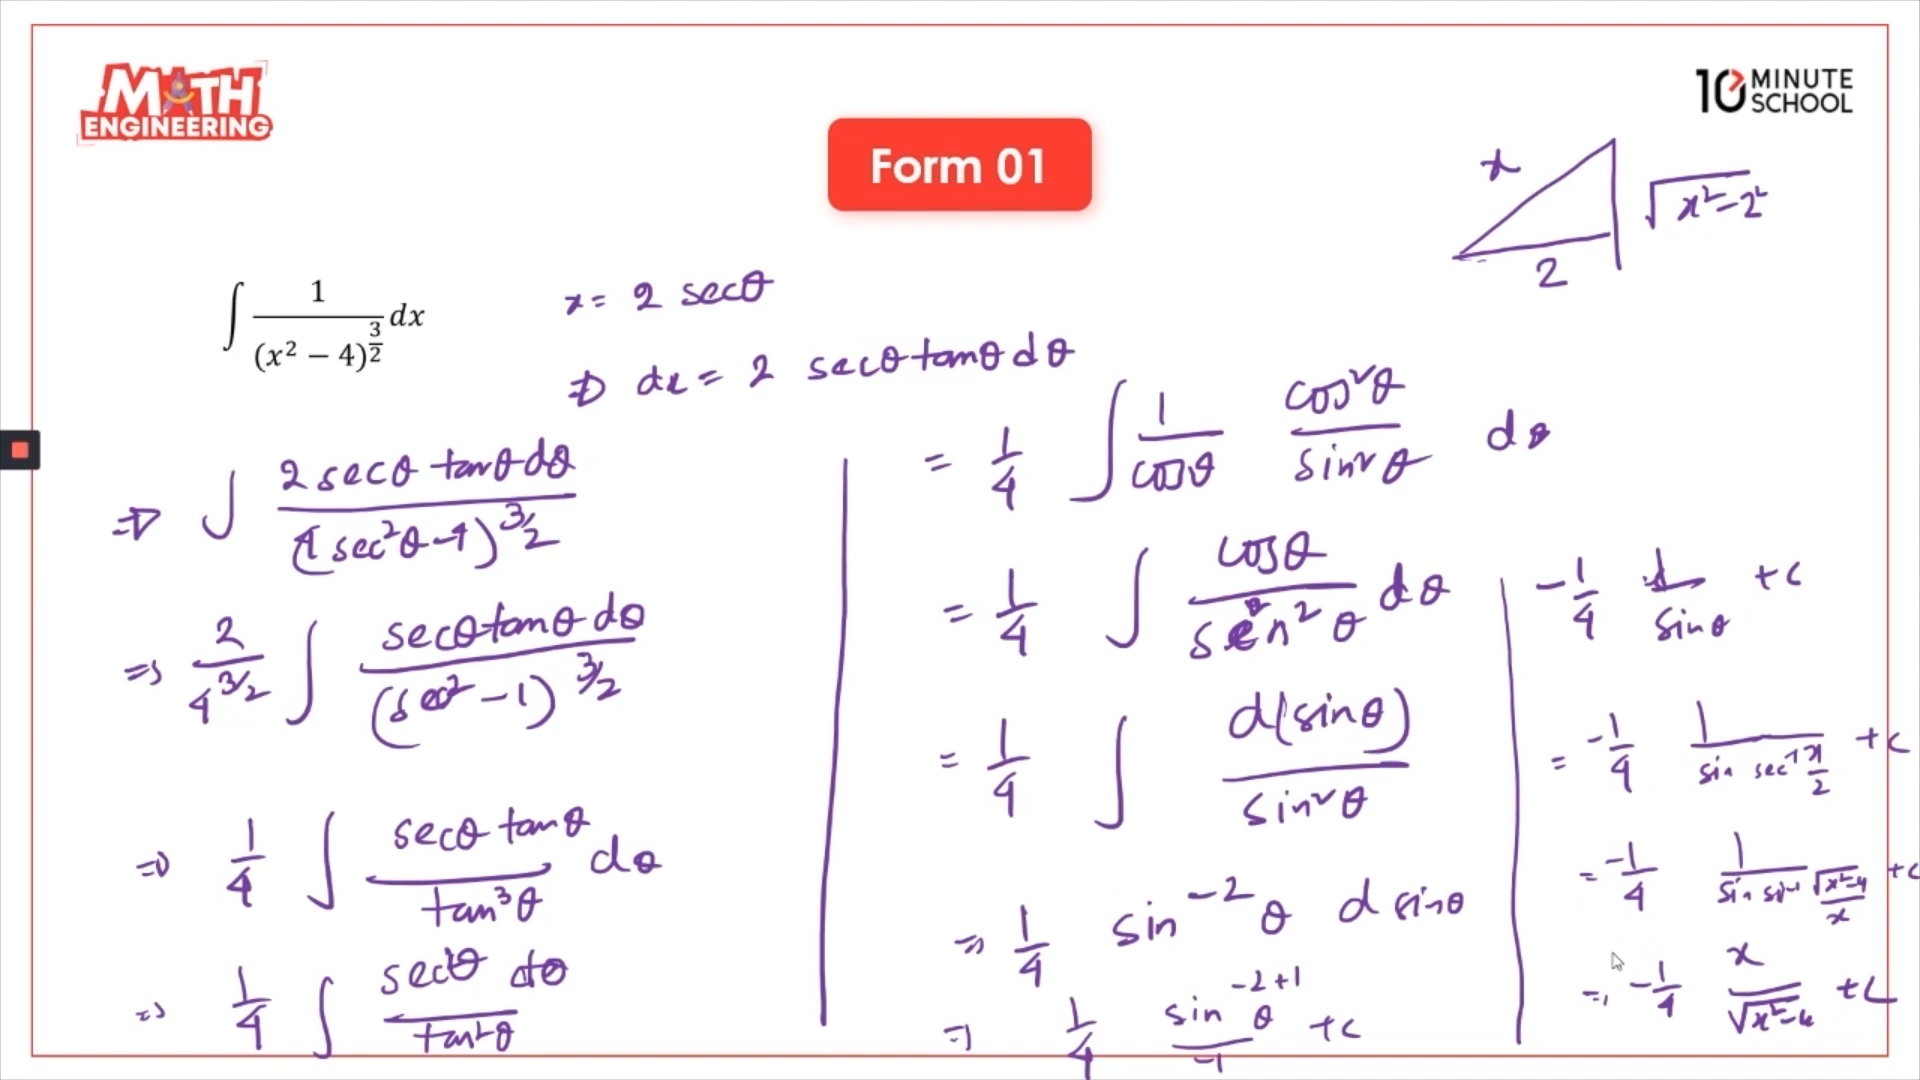 MATH
ENGINEERING
10 MINUTE
SCHOOL
Form 01
x
√(x² − 2²)
2
∫ 1/(x² − 4)^(3/2) dx
x = 2 secθ
⇒ dx = 2 secθ tanθ dθ
⇒ ∫ 2 secθ tanθ dθ / (4 sec²θ − 4)^(3/2)
⇒ 2/4^(3/2) ∫ secθ tanθ dθ / (sec² − 1)^(3/2)
⇒ 1/4 ∫ secθ tanθ / tan³θ dθ
⇒ 1/4 ∫ secθ dθ / tan²θ
= 1/4 ∫ 1/cosθ cos²θ/sin²θ dθ
= 1/4 ∫ cosθ / sin²θ dθ
= 1/4 ∫ d(sinθ) / sin²θ
⇒ 1/4 sin⁻²θ d sinθ
⇒ 1/4 sin^(−2+1) θ / −1 + c
−1/4 1/sinθ + c
= −1/4 1/(sin sec⁻¹ x/2) + c
= −1/4 1/(sin sin⁻¹ √(x²−4)/x) + c
⇒ −1/4 x/√(x²−4) + c